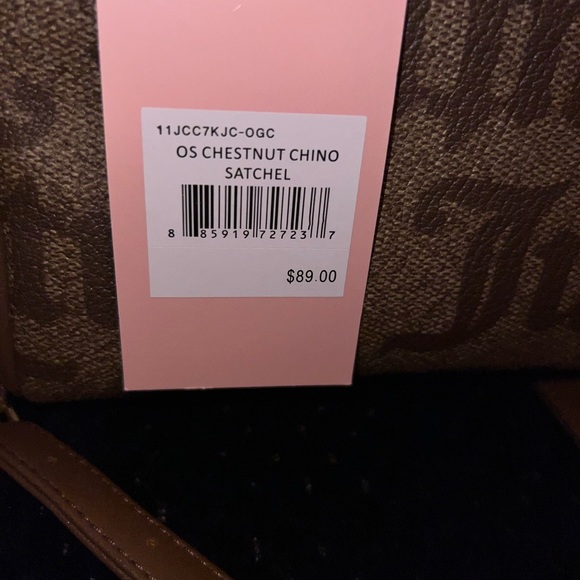 11JCC7KJC-OGC
OS CHESTNUT CHINO
SATCHEL
8 85919 72723 7
$89.00